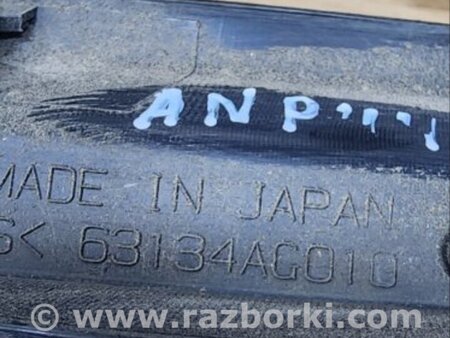 ANP
MADE IN JAPAN
S< 63134AG010
© www.razborki.com